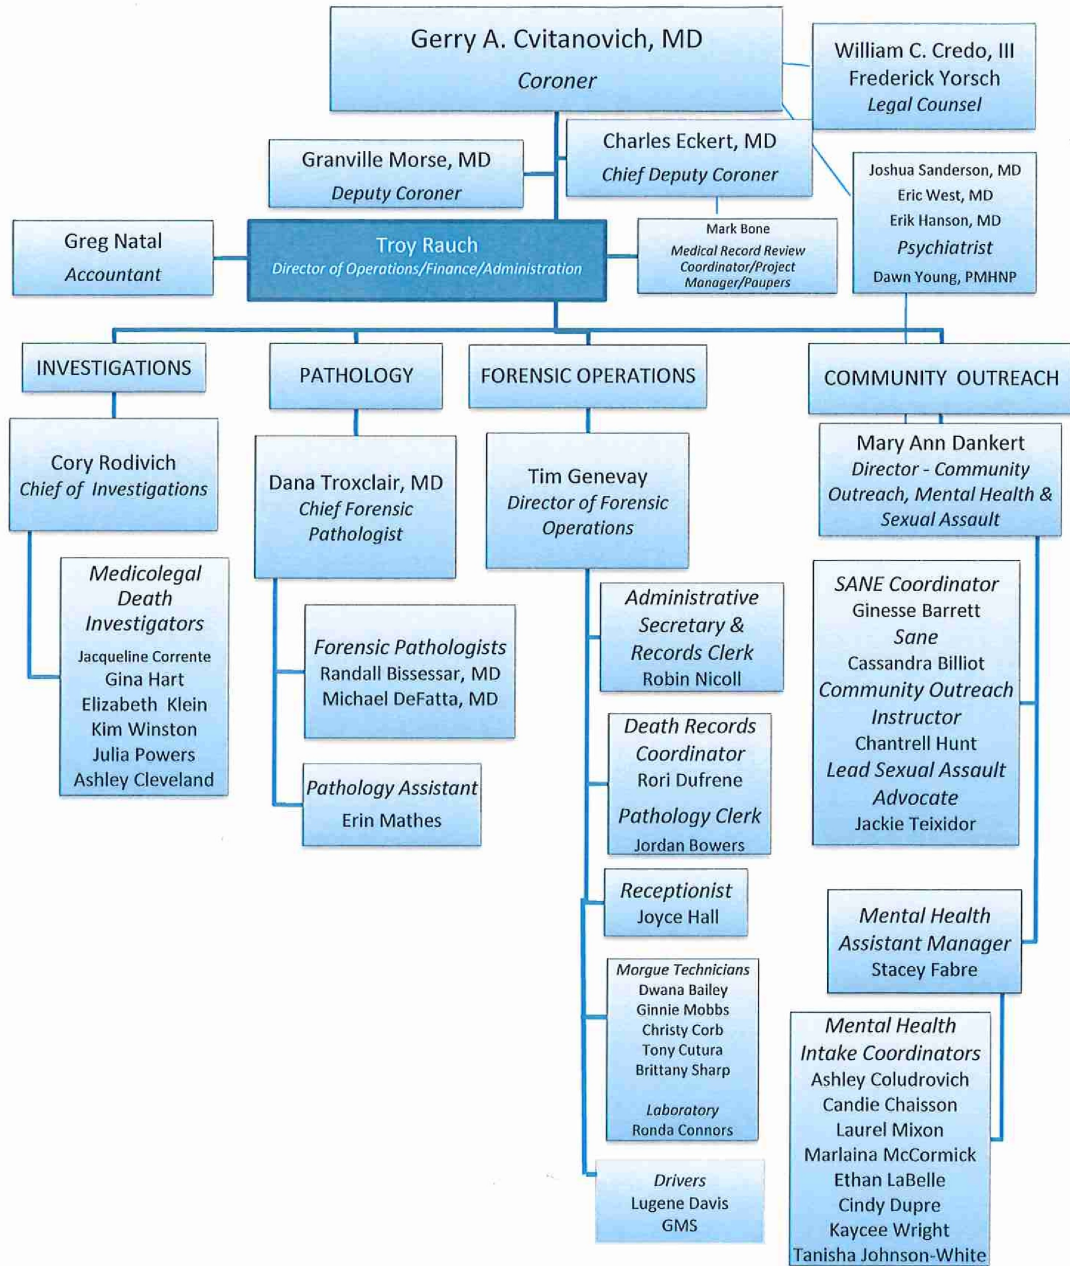 Gerry A. Cvitanovich, MD
Coroner
William C. Credo, III
Frederick Yorsch
Legal Counsel
Granville Morse, MD
Deputy Coroner
Charles Eckert, MD
Chief Deputy Coroner
Joshua Sanderson, MD
Eric West, MD
Erik Hanson, MD
Psychiatrist
Dawn Young, PMHNP
Greg Natal
Accountant
Troy Rauch
Director of Operations/Finance/Administration
Mark Bone
Medical Record Review
Coordinator/Project
Manager/Paupers
INVESTIGATIONS
PATHOLOGY
FORENSIC OPERATIONS
COMMUNITY OUTREACH
Cory Rodivich
Chief of Investigations
Medicolegal
Death
Investigators
Jacqueline Corrente
Gina Hart
Elizabeth Klein
Kim Winston
Julia Powers
Ashley Cleveland
Dana Troxclair, MD
Chief Forensic
Pathologist
Forensic Pathologists
Randall Bissessar, MD
Michael DeFatta, MD
Pathology Assistant
Erin Mathes
Tim Genevay
Director of Forensic
Operations
Administrative
Secretary &
Records Clerk
Robin Nicoll
Death Records
Coordinator
Rori Dufrene
Pathology Clerk
Jordan Bowers
Receptionist
Joyce Hall
Morgue Technicians
Dwana Bailey
Ginnie Mobbs
Christy Corb
Tony Cutura
Brittany Sharp
Laboratory
Ronda Connors
Drivers
Lugene Davis
GMS
Mary Ann Dankert
Director - Community
Outreach, Mental Health &
Sexual Assault
SANE Coordinator
Ginesse Barrett
Sane
Cassandra Billiot
Community Outreach
Instructor
Chantrell Hunt
Lead Sexual Assault
Advocate
Jackie Teixidor
Mental Health
Assistant Manager
Stacey Fabre
Mental Health
Intake Coordinators
Ashley Coludrovich
Candie Chaisson
Laurel Mixon
Marlaina McCormick
Ethan LaBelle
Cindy Dupre
Kaycee Wright
Tanisha Johnson-White